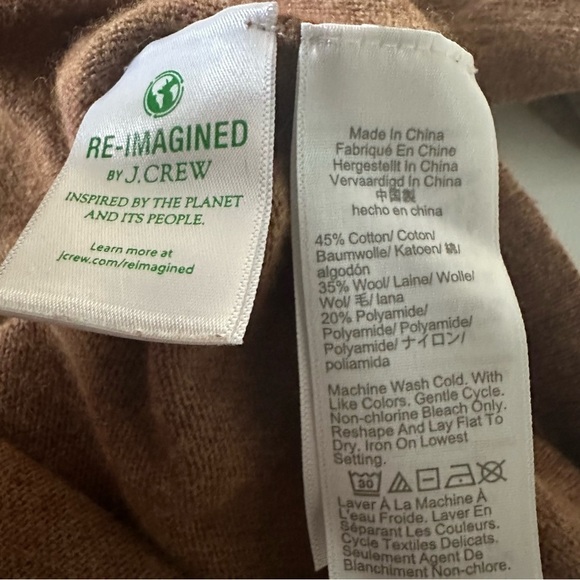 RE-IMAGINED
BY J.CREW
INSPIRED BY THE PLANET
AND ITS PEOPLE.
Learn more at
jcrew.com/reimagined
Made In China
Fabriqué En Chine
Hergestellt In China
Vervaardigd In China
中国製
hecho en china
45% Cotton/ Coton/
Baumwolle/ Katoen/ 綿/
algodón
35% Wool/ Laine/ Wolle/
Wol/ 毛/ lana
20% Polyamide/
Polyamide/ Polyamid/
Polyamide/ ナイロン/
poliamida
Machine Wash Cold. With
Like Colors. Gentle Cycle.
Non-chlorine Bleach Only.
Reshape And Lay Flat To
Dry. Iron On Lowest
Setting.
30
Laver À La Machine À
L'eau Froide. Laver En
Séparant Les Couleurs.
Cycle Textiles Delicats.
Seulement Agent De
Blanchiment Non-chlore.